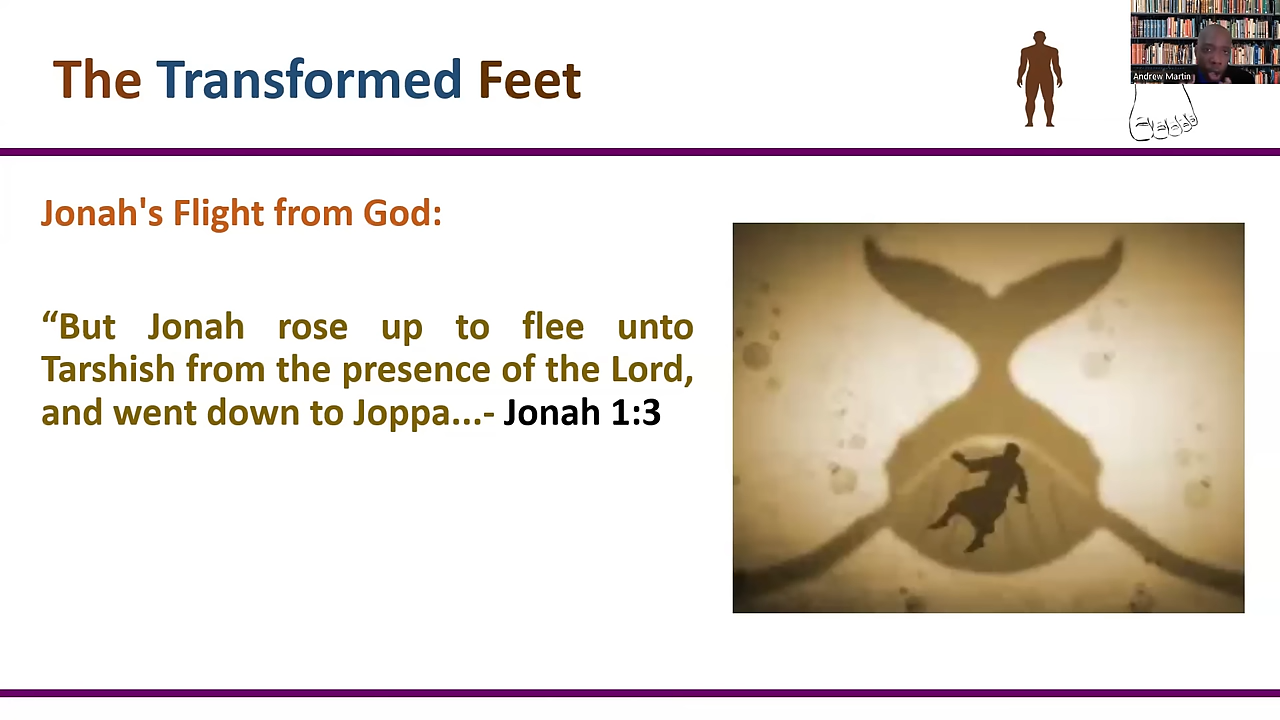 The Transformed Feet
Andrew Martin
Jonah's Flight from God:
“But Jonah rose up to flee unto
Tarshish from the presence of the Lord,
and went down to Joppa...- Jonah 1:3